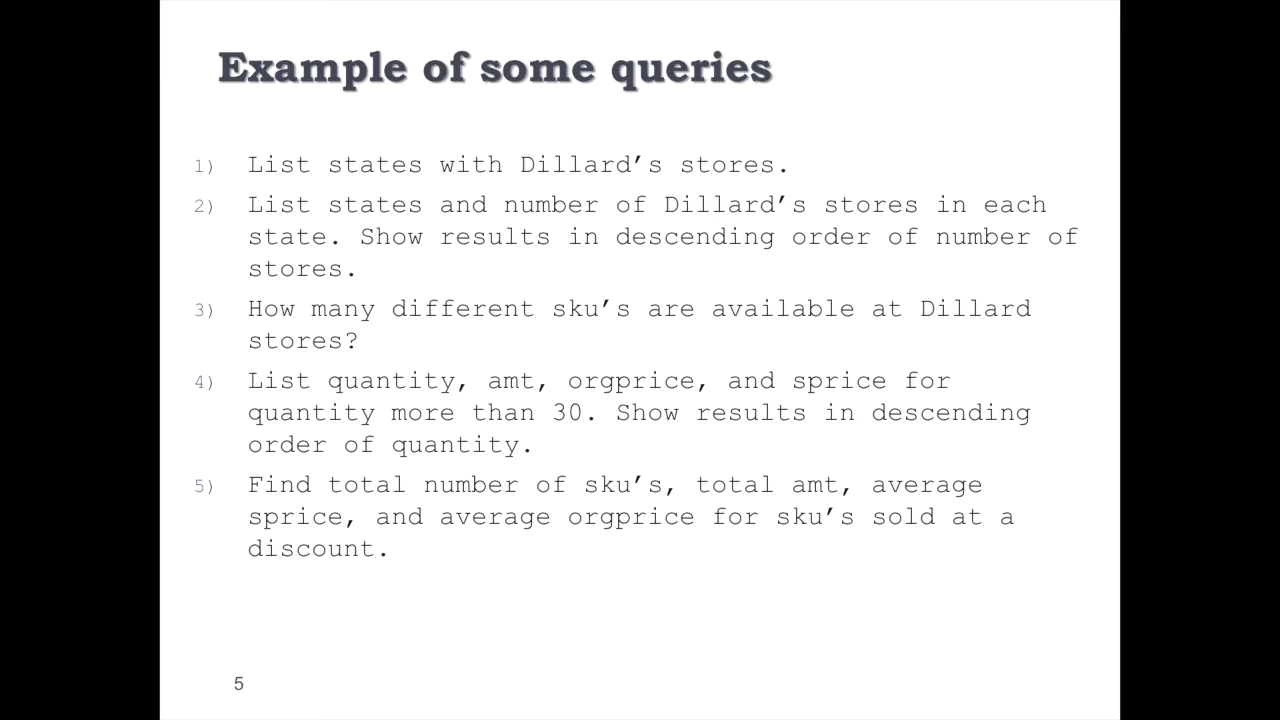 Example of some queries
1) List states with Dillard’s stores.
2) List states and number of Dillard’s stores in each
state. Show results in descending order of number of
stores.
3) How many different sku’s are available at Dillard
stores?
4) List quantity, amt, orgprice, and sprice for
quantity more than 30. Show results in descending
order of quantity.
5) Find total number of sku’s, total amt, average
sprice, and average orgprice for sku’s sold at a
discount.
5